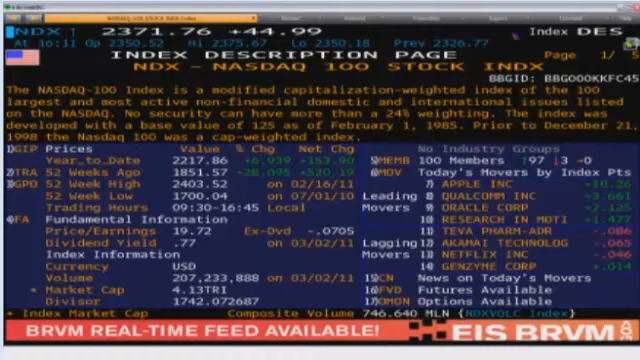 NDX ↑ 2371.76 +44.99 Index DES
At 16:11 Op 2350.52 Hi 2375.67 Lo 2350.18 Prev 2326.77
INDEX DESCRIPTION PAGE Page 1/ 5
NDX - NASDAQ 100 STOCK INDX
BBGID: BBG000KKFC45
The NASDAQ-100 Index is a modified capitalization-weighted index of the 100
largest and most active non-financial domestic and international issues listed
on the NASDAQ. No security can have more than a 24% weighting. The index was
developed with a base value of 125 as of February 1, 1985. Prior to December 21,
1998 the Nasdaq 100 was a cap-weighted index.
1)GIP Prices Value % Chg Net Chg No Industry Groups
Year_to_Date 2217.86 +6.939 +153.90 5)MEMB 100 Members ↑97 ↓3 →0
2)TRA 52 Weeks Ago 1851.57 +28.095 +520.19 6)MOV Today's Movers by Index Pts
3)GPO 52 Week High 2403.52 on 02/16/11 7) APPLE INC +10.26
52 Week Low 1700.04 on 07/01/10 Leading 8) QUALCOMM INC +3.661
Trading Hours 09:30-16:45 Local Movers 9) ORACLE CORP +2.125
4)FA Fundamental Information 10) RESEARCH IN MOTI +1.477
Price/Earnings 19.72 Ex-Dvd -.0705 11) TEVA PHARM-ADR -.086
Dividend Yield .77 on 03/02/11 Lagging 12) AKAMAI TECHNOLOG -.065
Index Information Movers 13) NETFLIX INC -.046
Currency USD 14) GENZYME CORP +.014
Volume 207,233,888 on 03/02/11 15)CN News on Today's Movers
* Market Cap 4.13TRI 16)FVD Futures Available
Divisor 1742.072687 17)OMON Options Available
* Index Market Cap Composite Volume 746.640 MLN {NDXVOLC Index}
BRVM REAL-TIME FEED AVAILABLE! EIS BRVM